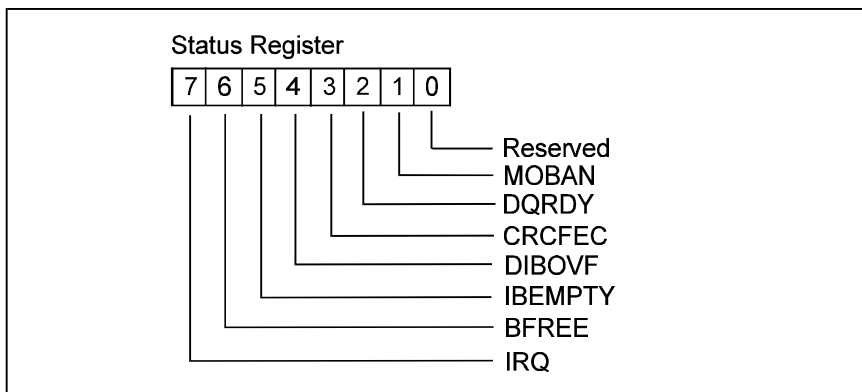 Status Register
7 6 5 4 3 2 1 0
Reserved
MOBAN
DQRDY
CRCFEC
DIBOVF
IBEMPTY
BFREE
IRQ